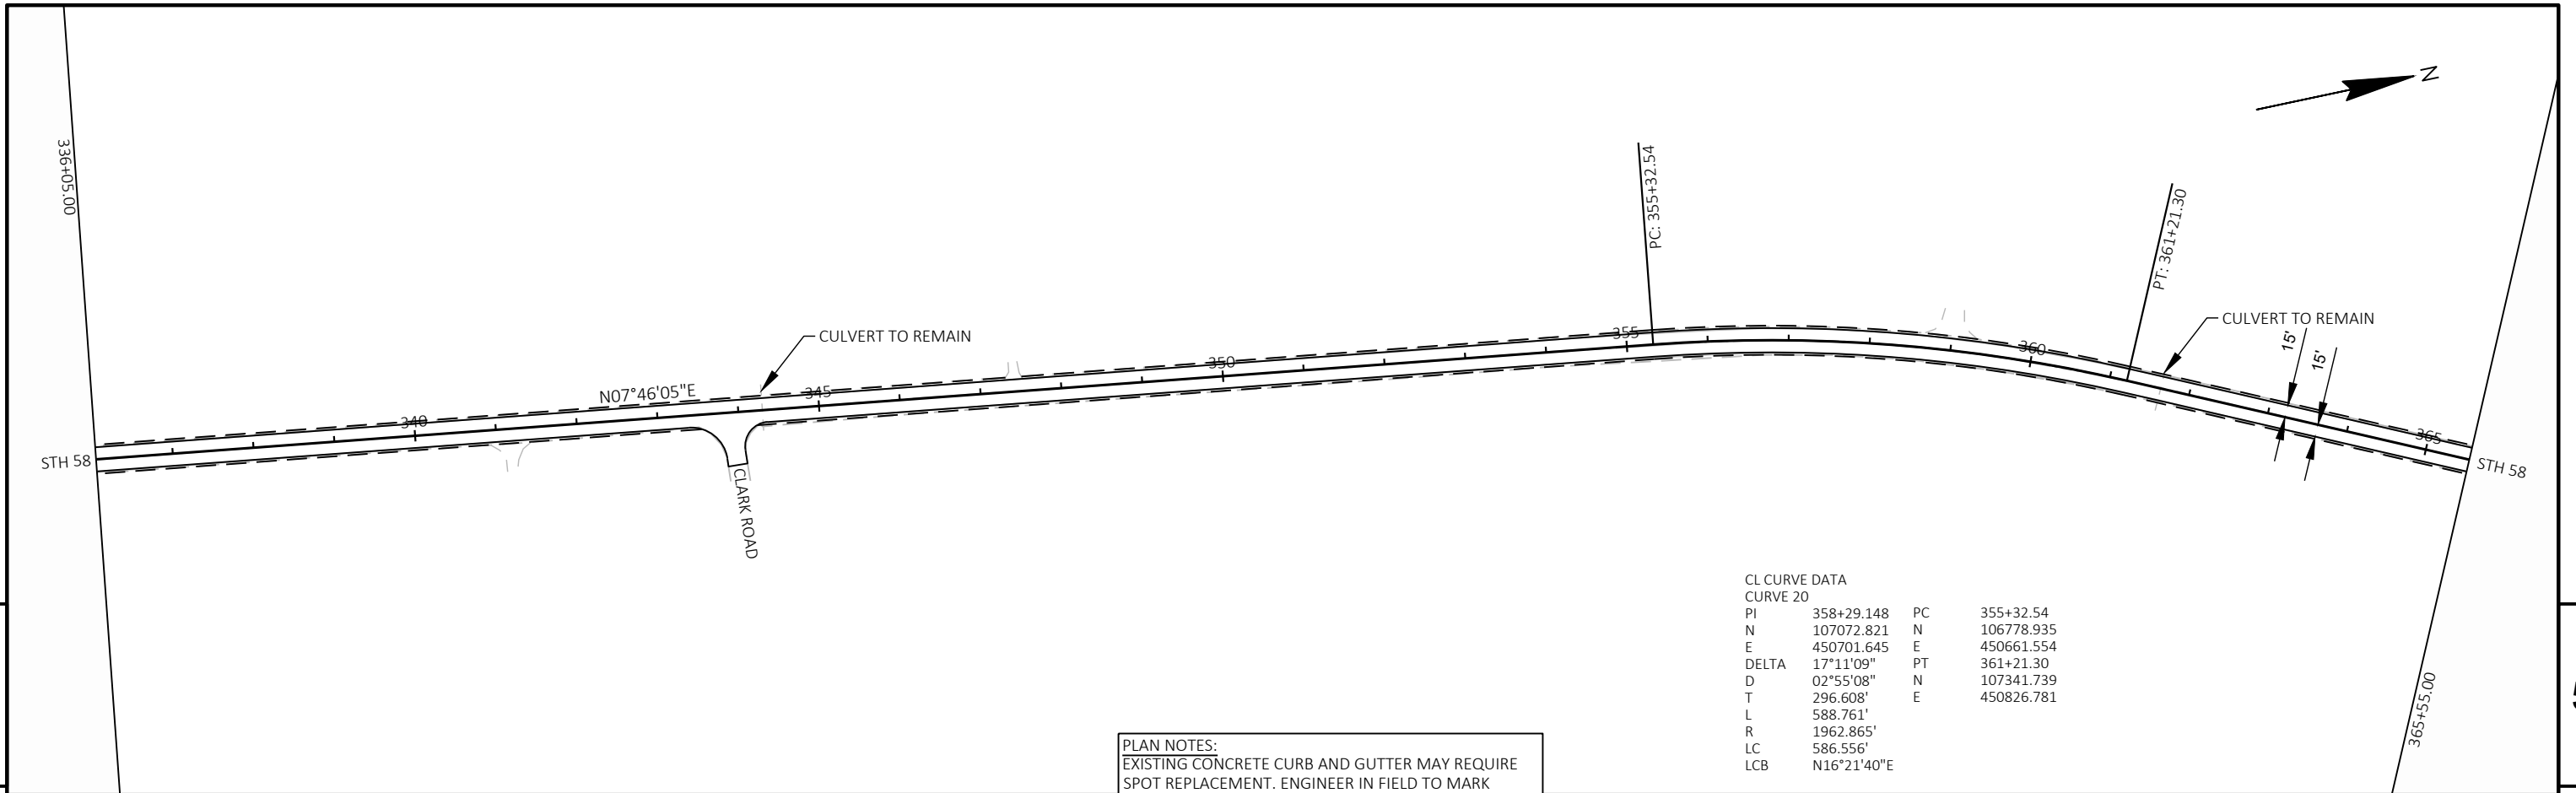 N
336+05.00
PC: 355+32.54
PT: 361+21.30
CULVERT TO REMAIN
CULVERT TO REMAIN
15'
15'
355
360
350
345
340
365
N07°46'05"E
STH 58
STH 58
CLARK ROAD
365+55.00
CL CURVE DATA
CURVE 20
PI 358+29.148 PC 355+32.54
N 107072.821 N 106778.935
E 450701.645 E 450661.554
DELTA 17°11'09" PT 361+21.30
D 02°55'08" N 107341.739
T 296.608' E 450826.781
L 588.761'
R 1962.865'
LC 586.556'
LCB N16°21'40"E
PLAN NOTES:
EXISTING CONCRETE CURB AND GUTTER MAY REQUIRE
SPOT REPLACEMENT. ENGINEER IN FIELD TO MARK